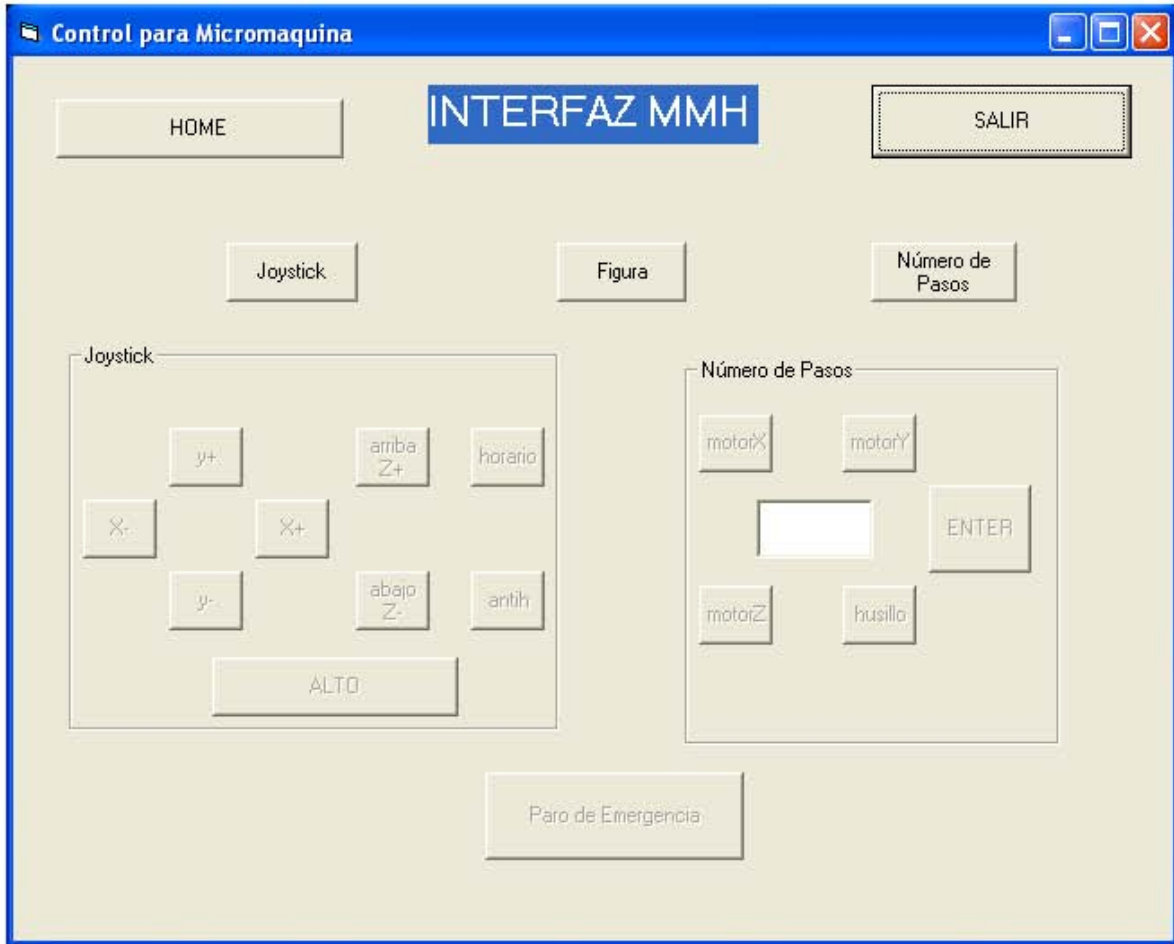 Control para Micromaquina
HOME
INTERFAZ MMH
SALIR
Joystick
Figura
Número de
Pasos
Joystick
y+
arriba
Z+
horario
X-
X+
y-
abajo
Z-
antih
ALTO
Número de Pasos
motorX
motorY
ENTER
motorZ
husillo
Paro de Emergencia